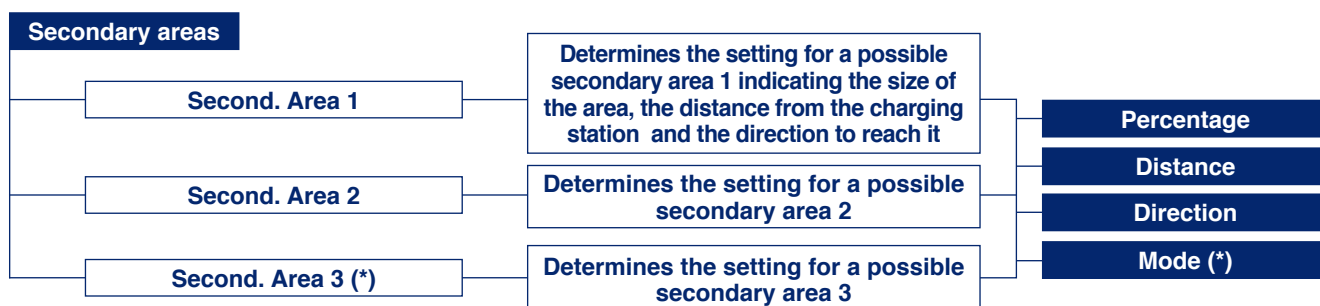 Secondary areas
Second. Area 1
Determines the setting for a possible
secondary area 1 indicating the size of
the area, the distance from the charging
station and the direction to reach it
Second. Area 2
Determines the setting for a possible
secondary area 2
Second. Area 3 (*)
Determines the setting for a possible
secondary area 3
Percentage
Distance
Direction
Mode (*)